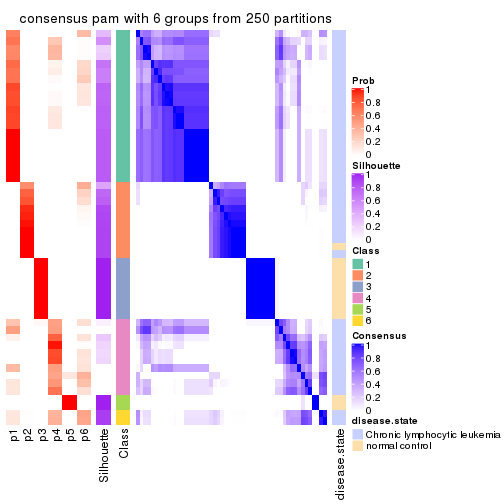 consensus pam with 6 groups from 250 partitions
Prob
1
0.8
0.6
0.4
0.2
0
Silhouette
1
0.8
0.6
0.4
0.2
0
Class
1
2
3
4
5
6
Consensus
1
0.8
0.6
0.4
0.2
0
disease.state
Chronic lymphocytic leukemia
normal control
p1
p2
p3
p4
p5
p6
Silhouette
Class
disease.state